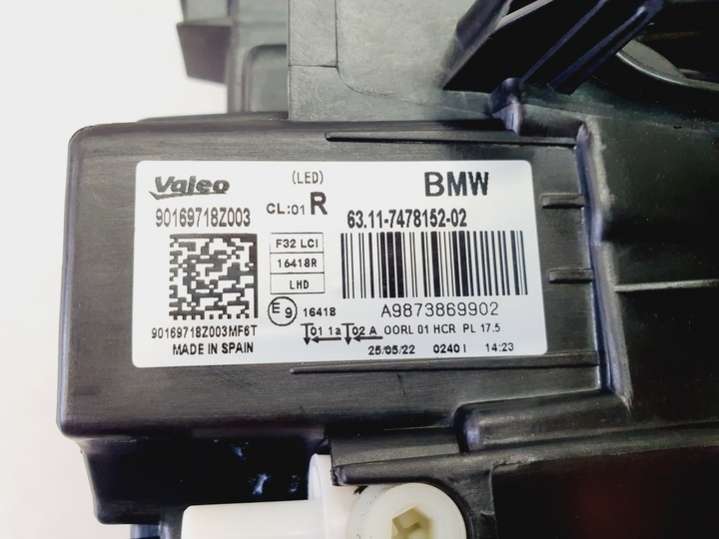 Valeo (LED) BMW
90169718Z003 CL:01 R 63.11-7478152-02
F32 LCI
16418R
LHD
E9 16418 A9873869902
90169718Z003MF6T 01 1a 02 A 00RL 01 HCR PL 17.5
MADE IN SPAIN 25/05/22 0240 I 14:23